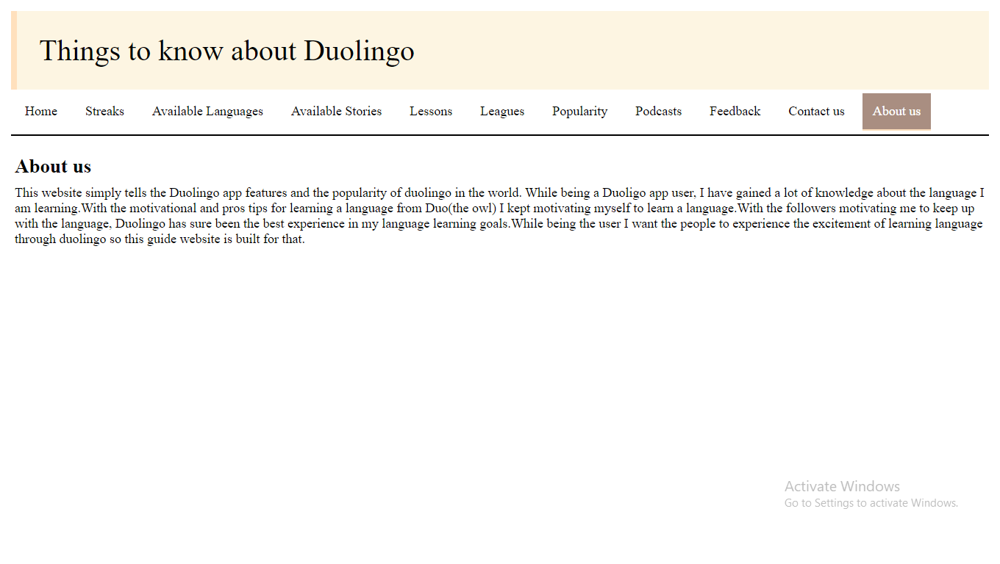 Things to know about Duolingo
Home Streaks Available Languages Available Stories Lessons Leagues Popularity Podcasts Feedback Contact us About us
About us
This website simply tells the Duolingo app features and the popularity of duolingo in the world. While being a Duoligo app user, I have gained a lot of knowledge about the language I
am learning.With the motivational and pros tips for learning a language from Duo(the owl) I kept motivating myself to learn a language.With the followers motivating me to keep up
with the language, Duolingo has sure been the best experience in my language learning goals.While being the user I want the people to experience the excitement of learning language
through duolingo so this guide website is built for that.
Activate Windows
Go to Settings to activate Windows.